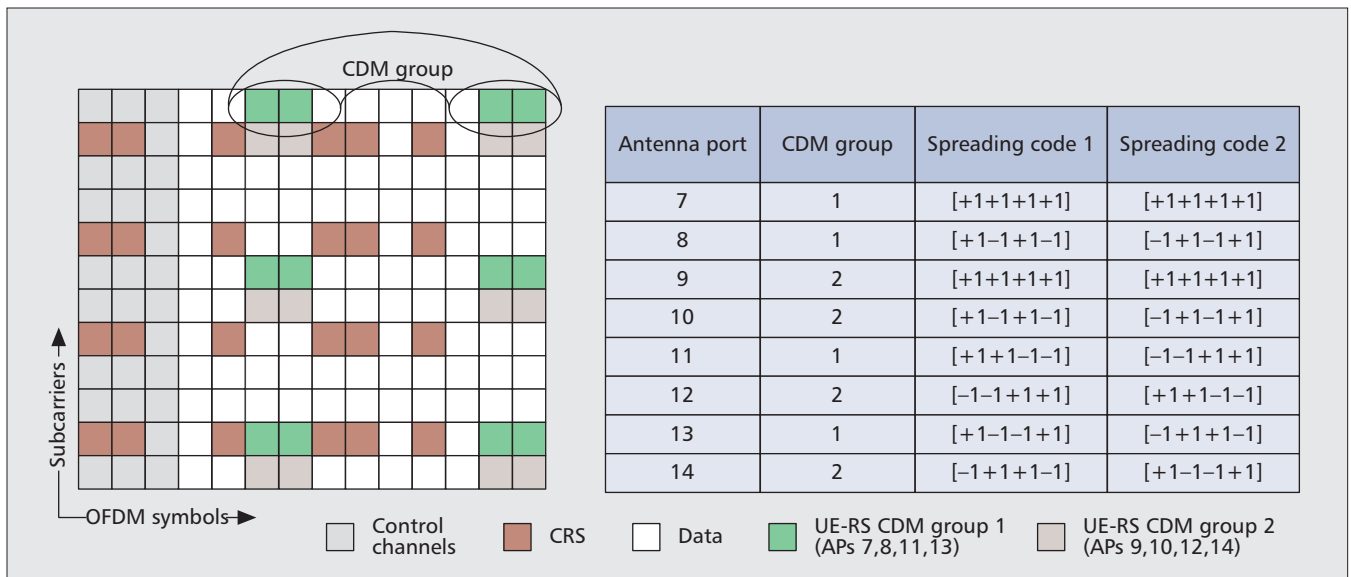 CDM group
Subcarriers
OFDM symbols
Antenna port CDM group Spreading code 1 Spreading code 2
7 1 [+1+1+1+1] [+1+1+1+1]
8 1 [+1–1+1–1] [–1+1–1+1]
9 2 [+1+1+1+1] [+1+1+1+1]
10 2 [+1–1+1–1] [–1+1–1+1]
11 1 [+1+1–1–1] [–1–1+1+1]
12 2 [–1–1+1+1] [+1+1–1–1]
13 1 [+1–1–1+1] [–1+1+1–1]
14 2 [–1+1+1–1] [+1–1–1+1]
Control
channels
CRS
Data
UE-RS CDM group 1
(APs 7,8,11,13)
UE-RS CDM group 2
(APs 9,10,12,14)